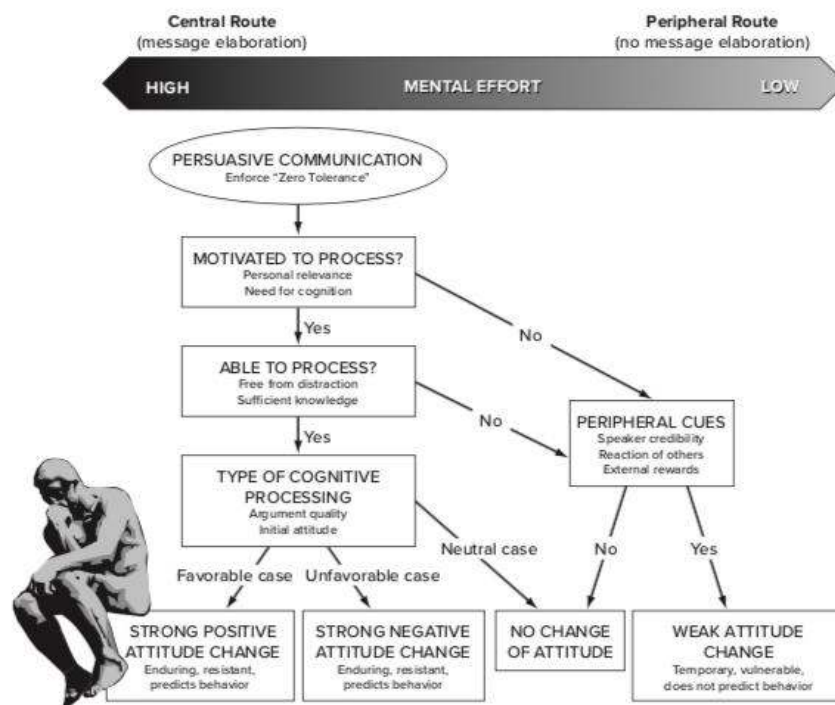 Central Route
(message elaboration)
Peripheral Route
(no message elaboration)
HIGH
MENTAL EFFORT
LOW
PERSUASIVE COMMUNICATION
Enforce “Zero Tolerance”
MOTIVATED TO PROCESS?
Personal relevance
Need for cognition
Yes
No
ABLE TO PROCESS?
Free from distraction
Sufficient knowledge
Yes
No
PERIPHERAL CUES
Speaker credibility
Reaction of others
External rewards
TYPE OF COGNITIVE
PROCESSING
Argument quality
Initial attitude
Neutral case
No
Yes
Favorable case
Unfavorable case
STRONG POSITIVE
ATTITUDE CHANGE
Enduring, resistant,
predicts behavior
STRONG NEGATIVE
ATTITUDE CHANGE
Enduring, resistant,
predicts behavior
NO CHANGE
OF ATTITUDE
WEAK ATTITUDE
CHANGE
Temporary, vulnerable,
does not predict behavior